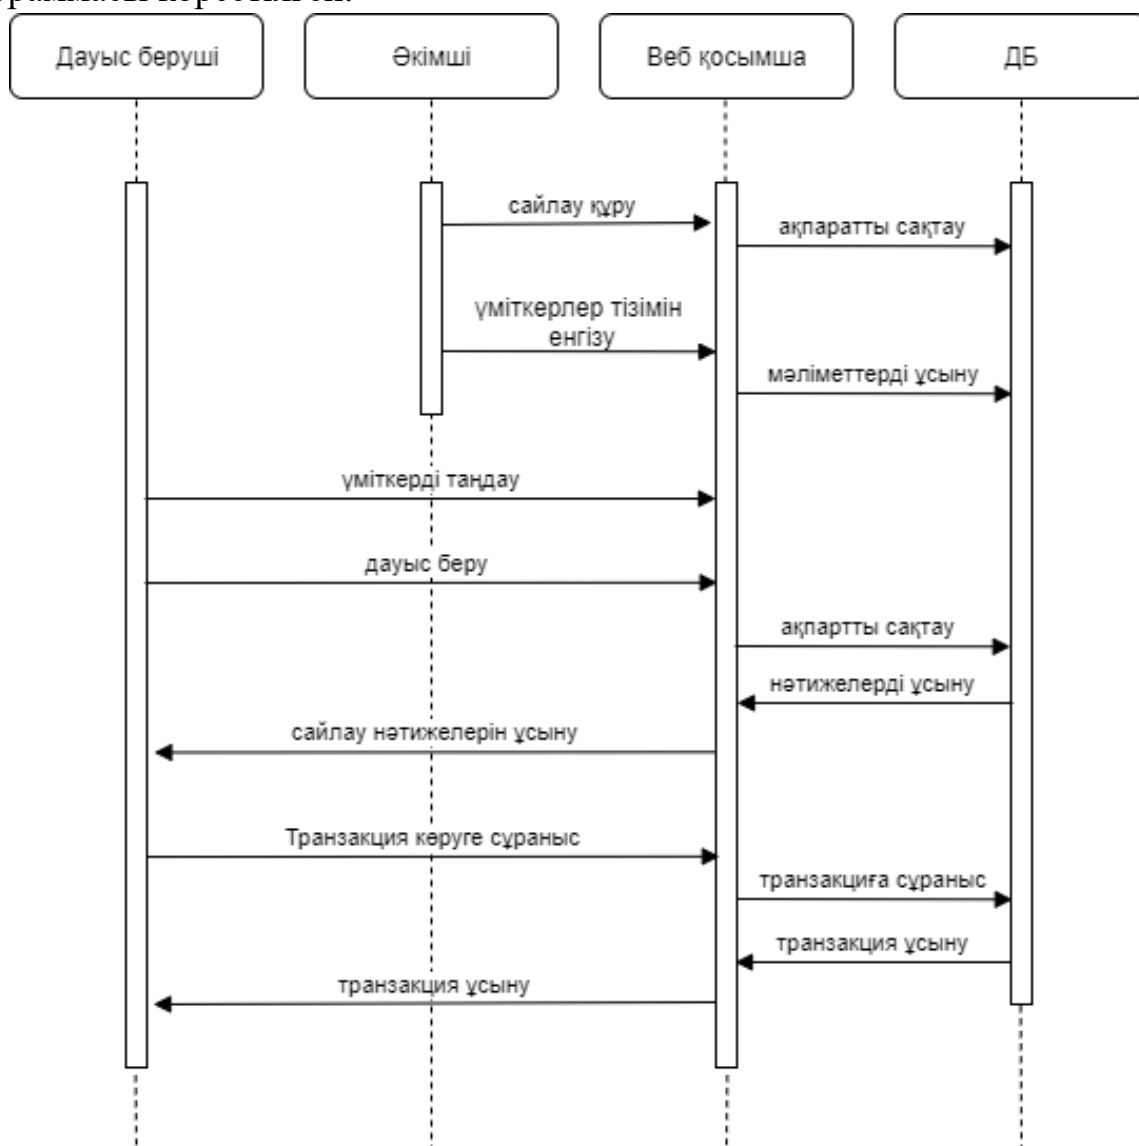 Дауыс беруші
Әкімші
Веб қосымша
ДБ
сайлау құру
ақпаратты сақтау
үміткерлер тізімін
енгізу
мәліметтерді ұсыну
үміткерді таңдау
дауыс беру
ақпартты сақтау
нәтижелерді ұсыну
сайлау нәтижелерін ұсыну
Транзакция көруге сұраныс
транзакциға сұраныс
транзакция ұсыну
транзакция ұсыну